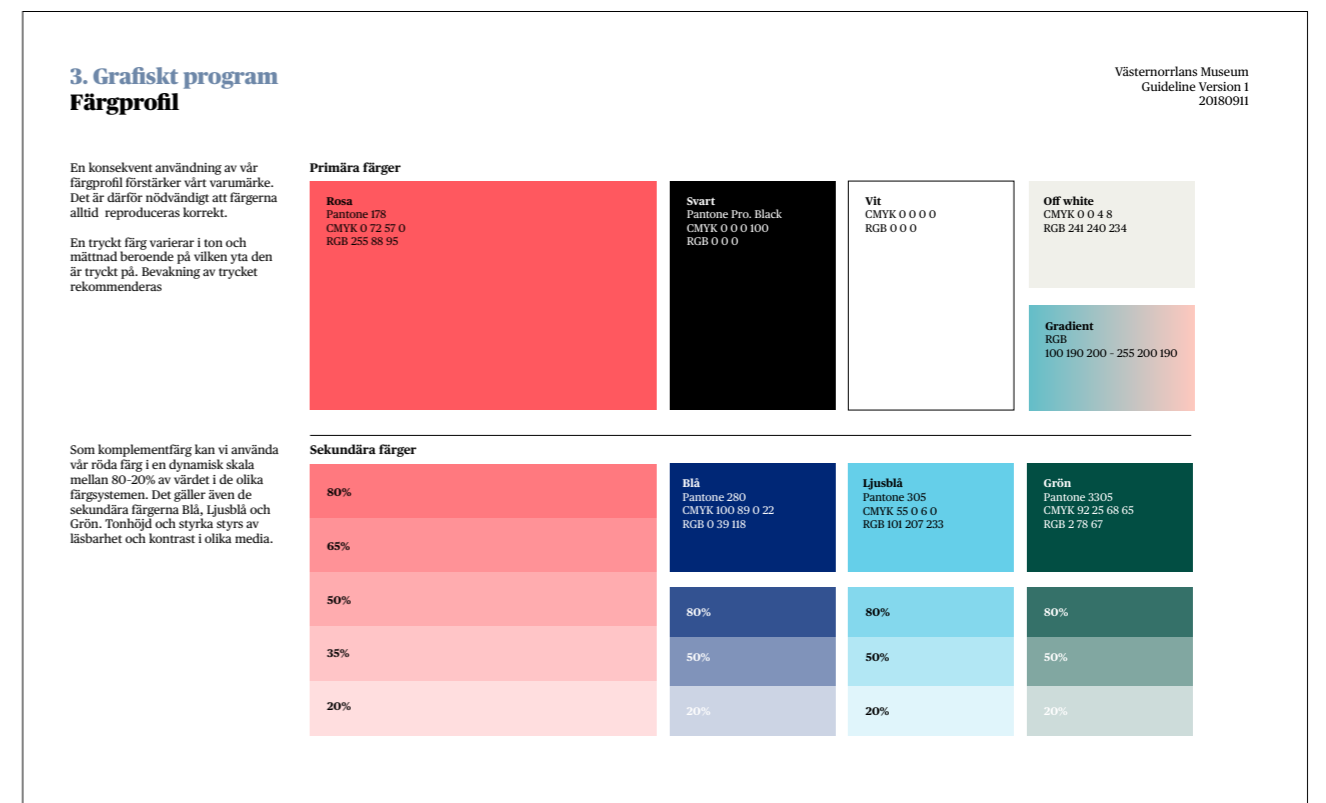 3. Grafiskt program
Färgprofil
Västernorrlans Museum
Guideline Version 1
20180911
En konsekvent användning av vår
färgprofil förstärker vårt varumärke.
Det är därför nödvändigt att färgerna
alltid reproduceras korrekt.
En tryckt färg varierar i ton och
mättnad beroende på vilken yta den
är tryckt på. Bevakning av trycket
rekommenderas
Primära färger
Rosa
Pantone 178
CMYK 0 72 57 0
RGB 255 88 95
Svart
Pantone Pro. Black
CMYK 0 0 0 100
RGB 0 0 0
Vit
CMYK 0 0 0 0
RGB 0 0 0
Off white
CMYK 0 0 4 8
RGB 241 240 234
Gradient
RGB
100 190 200 - 255 200 190
Som komplementfärg kan vi använda
vår röda färg i en dynamisk skala
mellan 80-20% av värdet i de olika
färgsystemen. Det gäller även de
sekundära färgerna Blå, Ljusblå och
Grön. Tonhöjd och styrka styrs av
läsbarhet och kontrast i olika media.
Sekundära färger
80%
65%
50%
35%
20%
Blå
Pantone 280
CMYK 100 89 0 22
RGB 0 39 118
80%
50%
20%
Ljusblå
Pantone 305
CMYK 55 0 6 0
RGB 101 207 233
80%
50%
20%
Grön
Pantone 3305
CMYK 92 25 68 65
RGB 2 78 67
80%
50%
20%